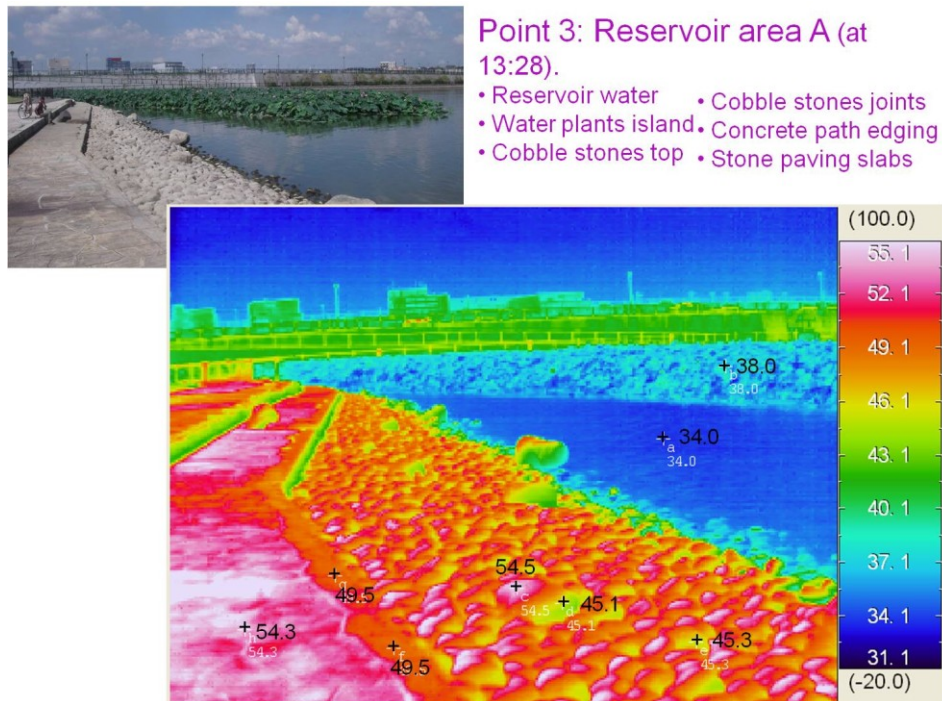 Point 3: Reservoir area A (at
13:28).
• Reservoir water
• Water plants island
• Cobble stones top
• Cobble stones joints
• Concrete path edging
• Stone paving slabs
(100.0)
55.1
52.1
49.1
46.1
43.1
40.1
37.1
34.1
31.1
(-20.0)
38.0
b
38.0
34.0
a
34.0
54.5
c
54.5
45.1
d
45.1
45.3
e
45.3
49.5
49.5
f
54.3
h
54.3